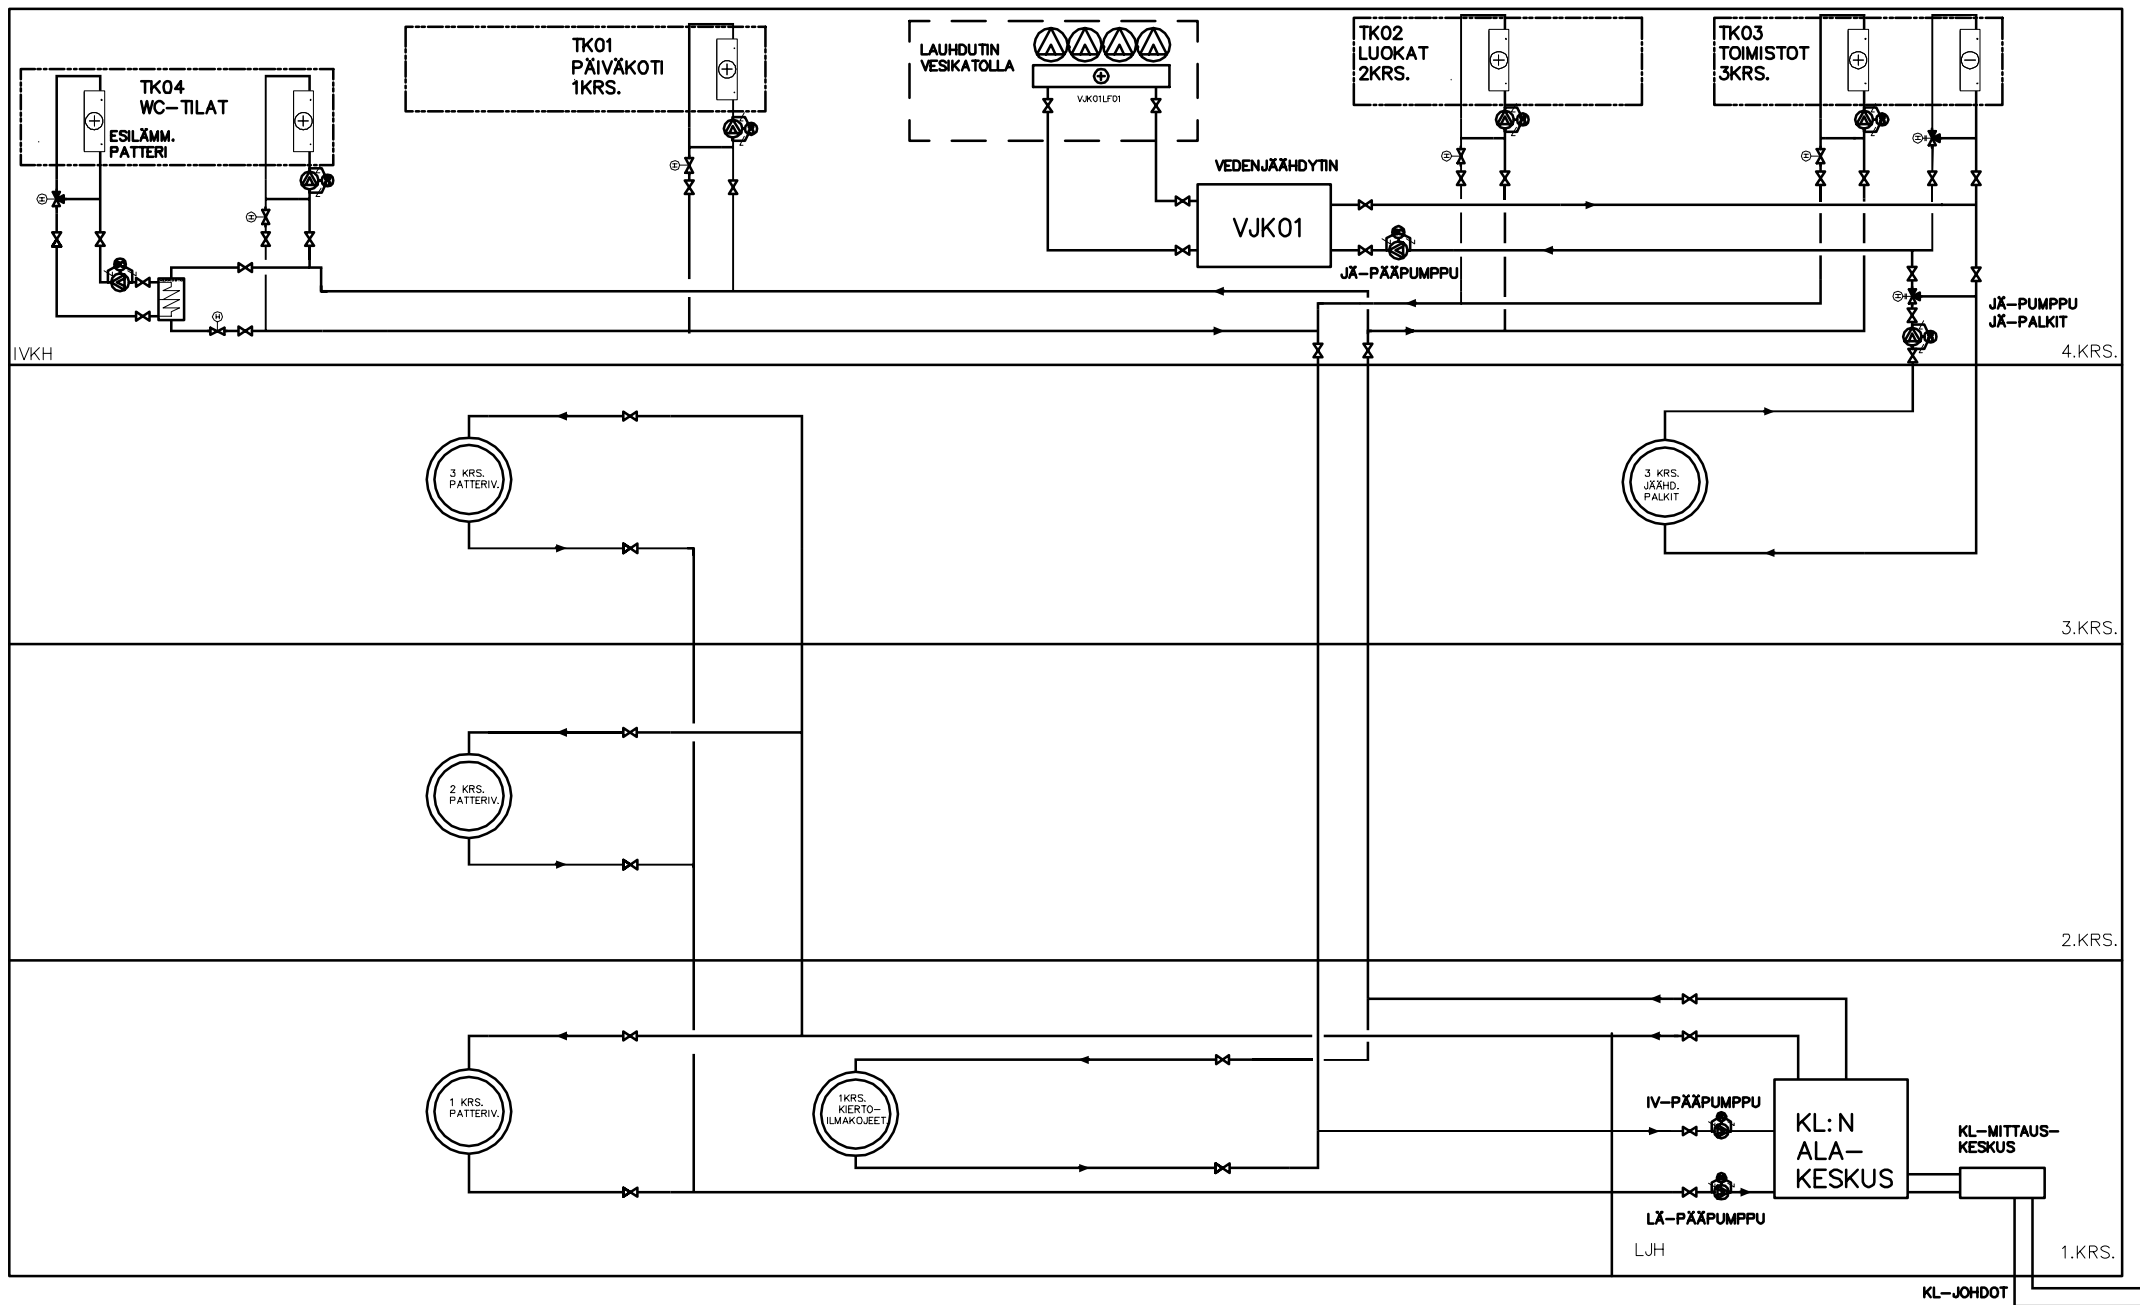 TK04
WC-TILAT
ESILÄMM.
PATTERI
TK01
PÄIVÄKOTI
1KRS.
LAUHDUTIN
VESIKATOLLA
VJK01LF01
TK02
LUOKAT
2KRS.
TK03
TOIMISTOT
3KRS.
VEDENJÄÄHDYTIN
VJK01
JÄ-PÄÄPUMPPU
JÄ-PUMPPU
JÄ-PALKIT
IVKH
4.KRS.
3 KRS.
PATTERIV.
3 KRS.
JÄÄHD.
PALKIT
3.KRS.
2 KRS.
PATTERIV.
2.KRS.
1 KRS.
PATTERIV.
1KRS.
KIERTO-
ILMAKOJEET.
IV-PÄÄPUMPPU
KL:N
ALA-
KESKUS
KL-MITTAUS-
KESKUS
LÄ-PÄÄPUMPPU
LJH
1.KRS.
KL-JOHDOT